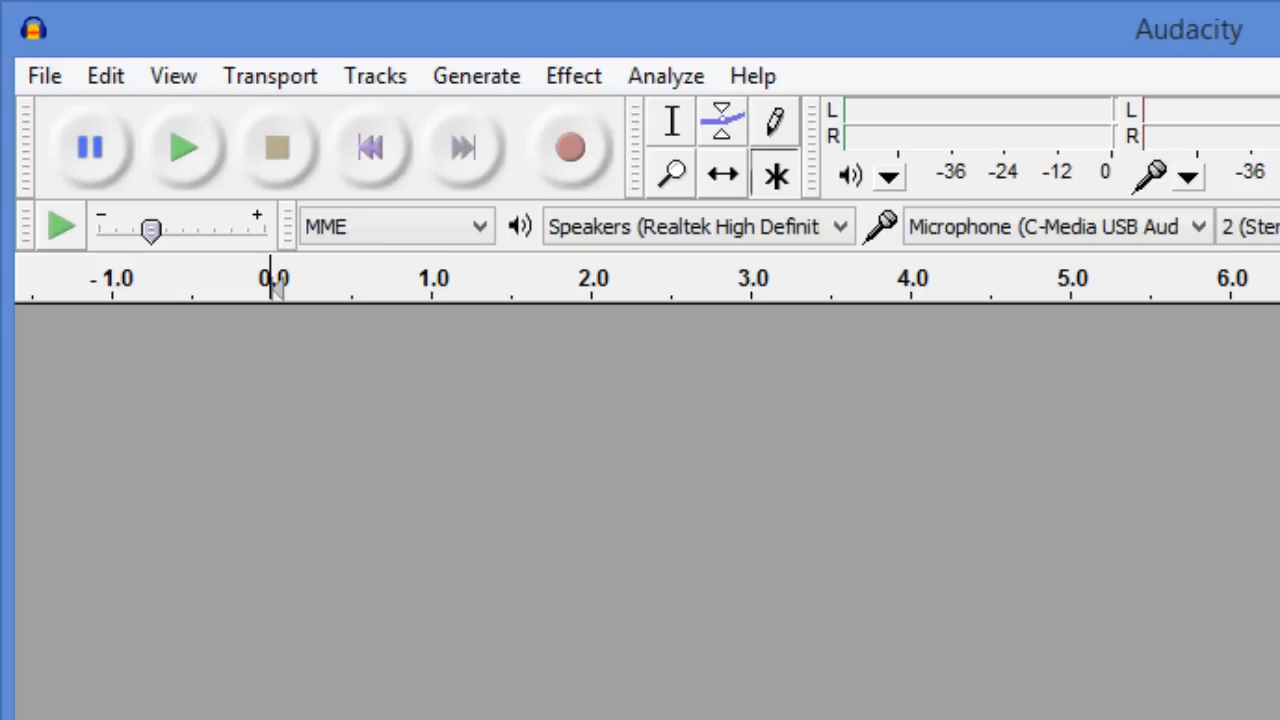 Audacity
File Edit View Transport Tracks Generate Effect Analyze Help
L L
R R
-36 -24 -12 0 -36
- +
MME Speakers (Realtek High Definit Microphone (C-Media USB Aud 2 (Ster
- 1.0 0.0 1.0 2.0 3.0 4.0 5.0 6.0